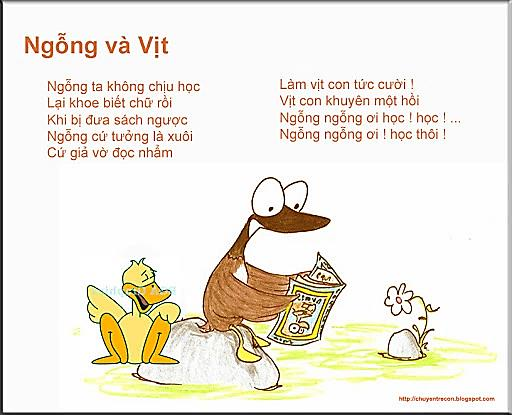 Ngỗng và Vịt
Ngỗng ta không chịu học
Lại khoe biết chữ rồi
Khi bị đưa sách ngược
Ngỗng cứ tưởng là xuôi
Cứ giả vờ đọc nhẩm
Làm vịt con tức cười !
Vịt con khuyên một hồi
Ngỗng ngỗng ơi học ! học ! ...
Ngỗng ngỗng ơi ! học thôi !
http://chuyentrecon.blogspot.com